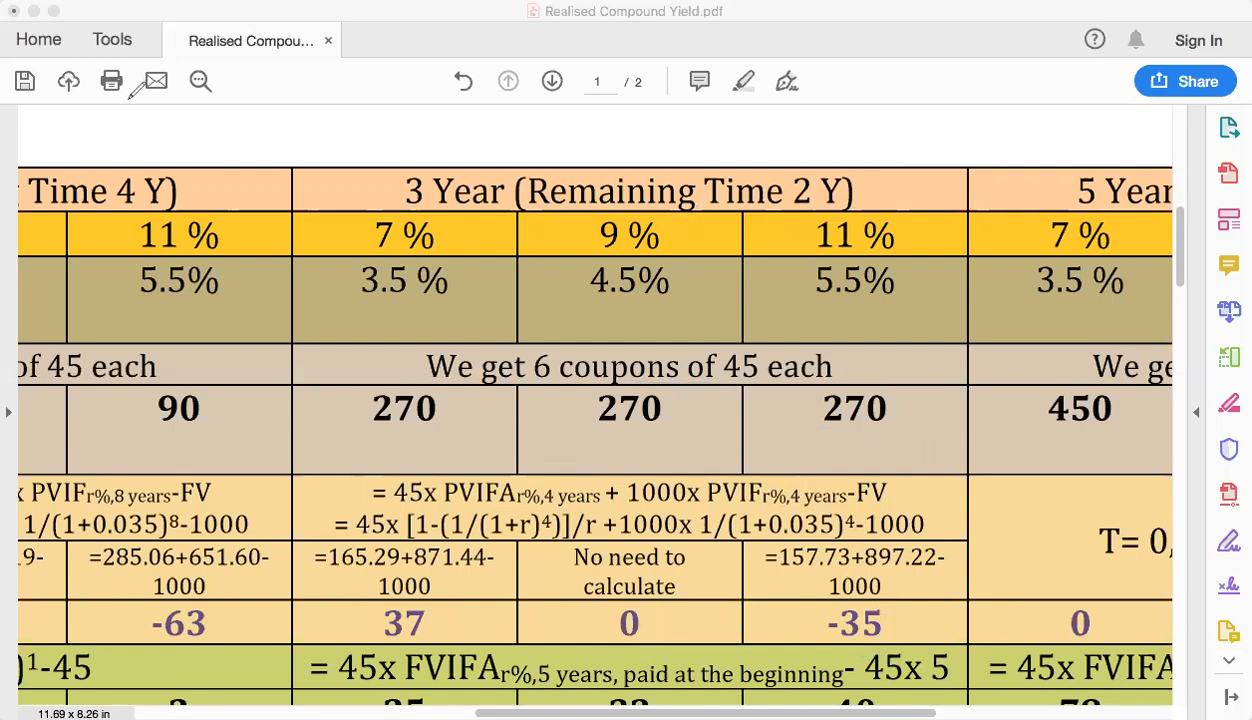 Realised Compound Yield.pdf
Home Tools Realised Compou... × Sign In
1 / 2 Share
Time 4 Y) 3 Year (Remaining Time 2 Y) 5 Year
11 % 7 % 9 % 11 % 7 %
5.5% 3.5 % 4.5% 5.5% 3.5 %
of 45 each We get 6 coupons of 45 each We ge
90 270 270 270 450
x PVIFr%,8 years-FV = 45x PVIFAr%,4 years + 1000x PVIFr%,4 years-FV
1/(1+0.035)⁸-1000 = 45x [1-(1/(1+r)⁴)]/r +1000x 1/(1+0.035)⁴-1000
T= 0,
19- =285.06+651.60- =165.29+871.44- No need to =157.73+897.22-
1000 1000 calculate 1000
-63 37 0 -35 0
)¹-45 = 45x FVIFAr%,5 years, paid at the beginning- 45x 5 = 45x FVIFA
11.69 x 8.26 in